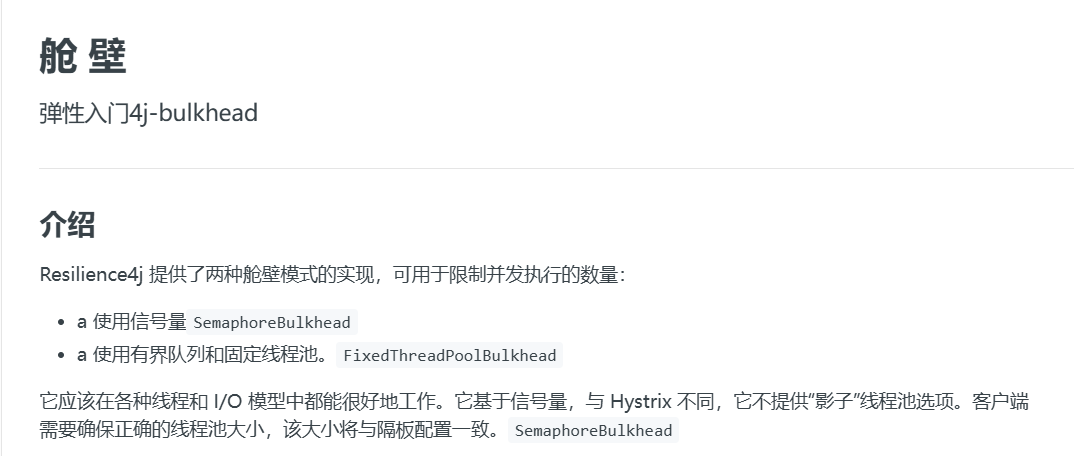 舱 壁
弹性入门4j-bulkhead
介绍
Resilience4j 提供了两种舱壁模式的实现，可用于限制并发执行的数量：
• a 使用信号量 SemaphoreBulkhead
• a 使用有界队列和固定线程池。 FixedThreadPoolBulkhead
它应该在各种线程和 I/O 模型中都能很好地工作。它基于信号量，与 Hystrix 不同，它不提供“影子”线程池选项。客户端
需要确保正确的线程池大小，该大小将与隔板配置一致。 SemaphoreBulkhead